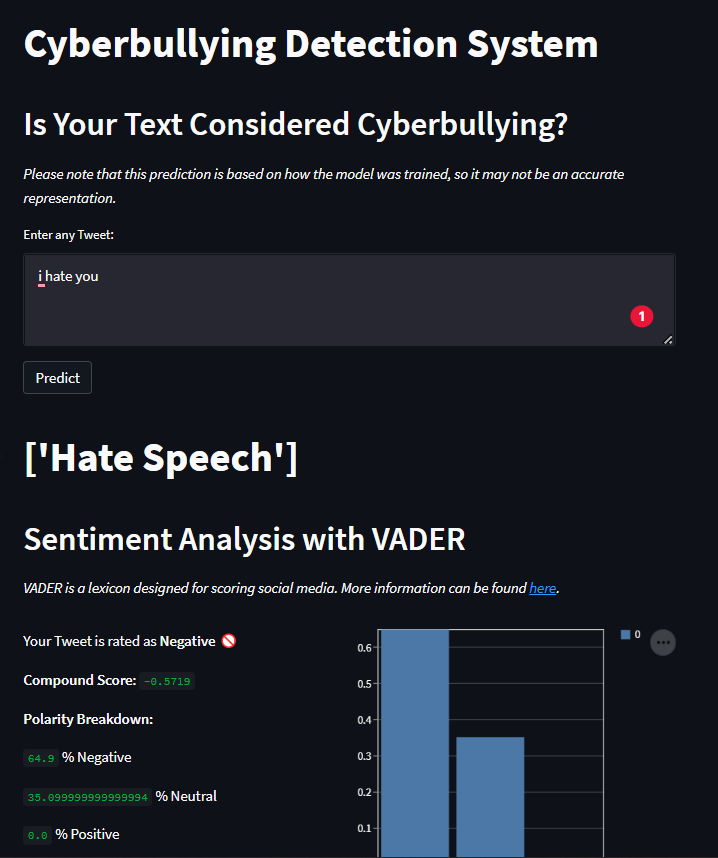 Cyberbullying Detection System
Is Your Text Considered Cyberbullying?
Please note that this prediction is based on how the model was trained, so it may not be an accurate
representation.
Enter any Tweet:
i hate you
1
Predict
['Hate Speech']
Sentiment Analysis with VADER
VADER is a lexicon designed for scoring social media. More information can be found here.
Your Tweet is rated as Negative 🚫
Compound Score: -0.5719
Polarity Breakdown:
64.9 % Negative
35.099999999999994 % Neutral
0.0 % Positive
0.6
0.5
0.4
0.3
0.2
0.1
0